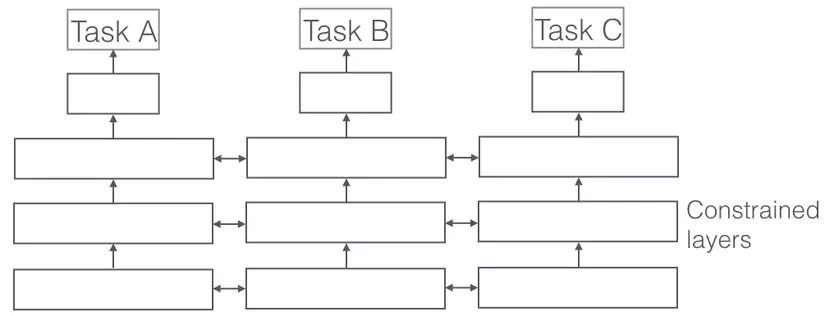 Task A
Task B
Task C
Constrained
layers